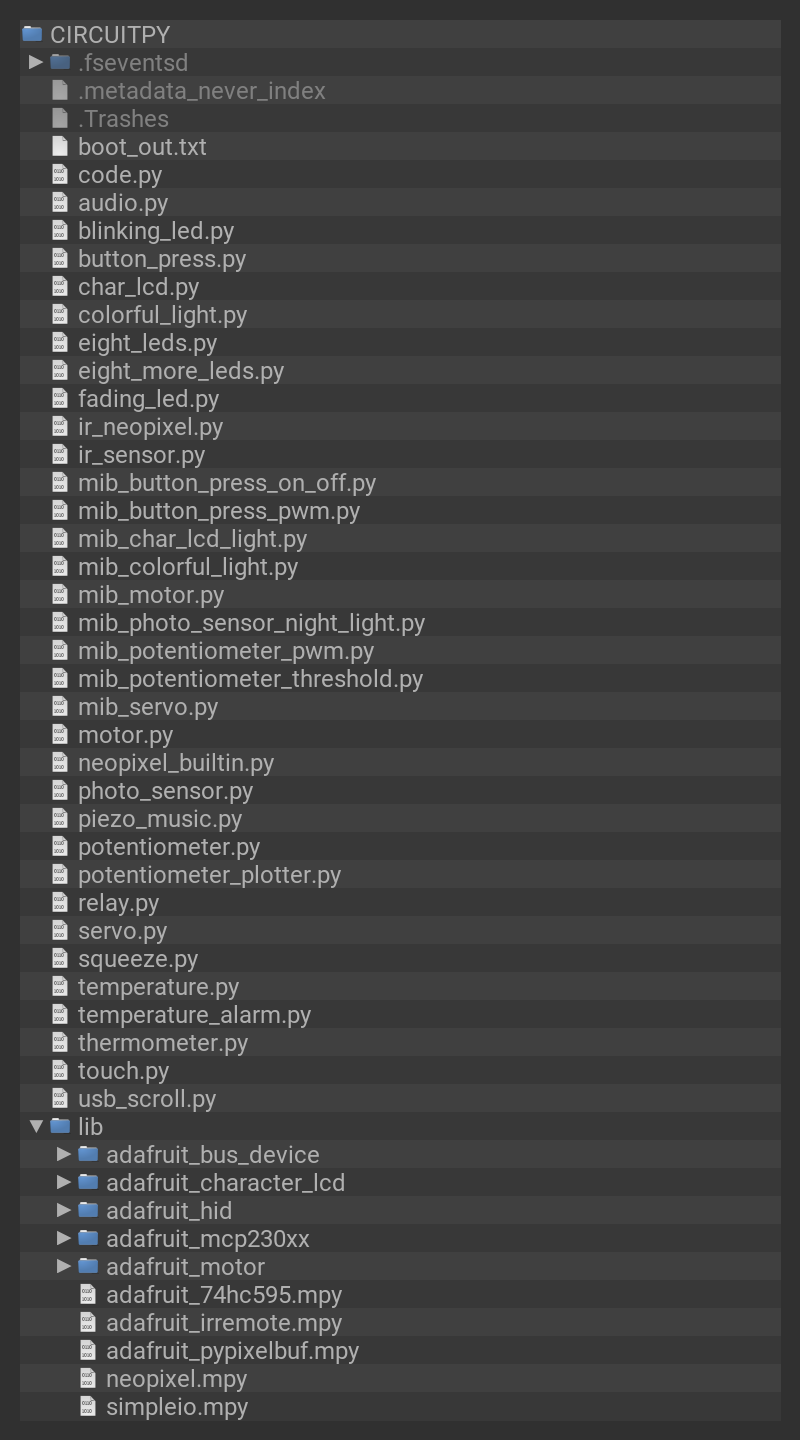 CIRCUITPY
.fseventsd
.metadata_never_index
.Trashes
boot_out.txt
code.py
audio.py
blinking_led.py
button_press.py
char_lcd.py
colorful_light.py
eight_leds.py
eight_more_leds.py
fading_led.py
ir_neopixel.py
ir_sensor.py
mib_button_press_on_off.py
mib_button_press_pwm.py
mib_char_lcd_light.py
mib_colorful_light.py
mib_motor.py
mib_photo_sensor_night_light.py
mib_potentiometer_pwm.py
mib_potentiometer_threshold.py
mib_servo.py
motor.py
neopixel_builtin.py
photo_sensor.py
piezo_music.py
potentiometer.py
potentiometer_plotter.py
relay.py
servo.py
squeeze.py
temperature.py
temperature_alarm.py
thermometer.py
touch.py
usb_scroll.py
lib
adafruit_bus_device
adafruit_character_lcd
adafruit_hid
adafruit_mcp230xx
adafruit_motor
adafruit_74hc595.mpy
adafruit_irremote.mpy
adafruit_pypixelbuf.mpy
neopixel.mpy
simpleio.mpy